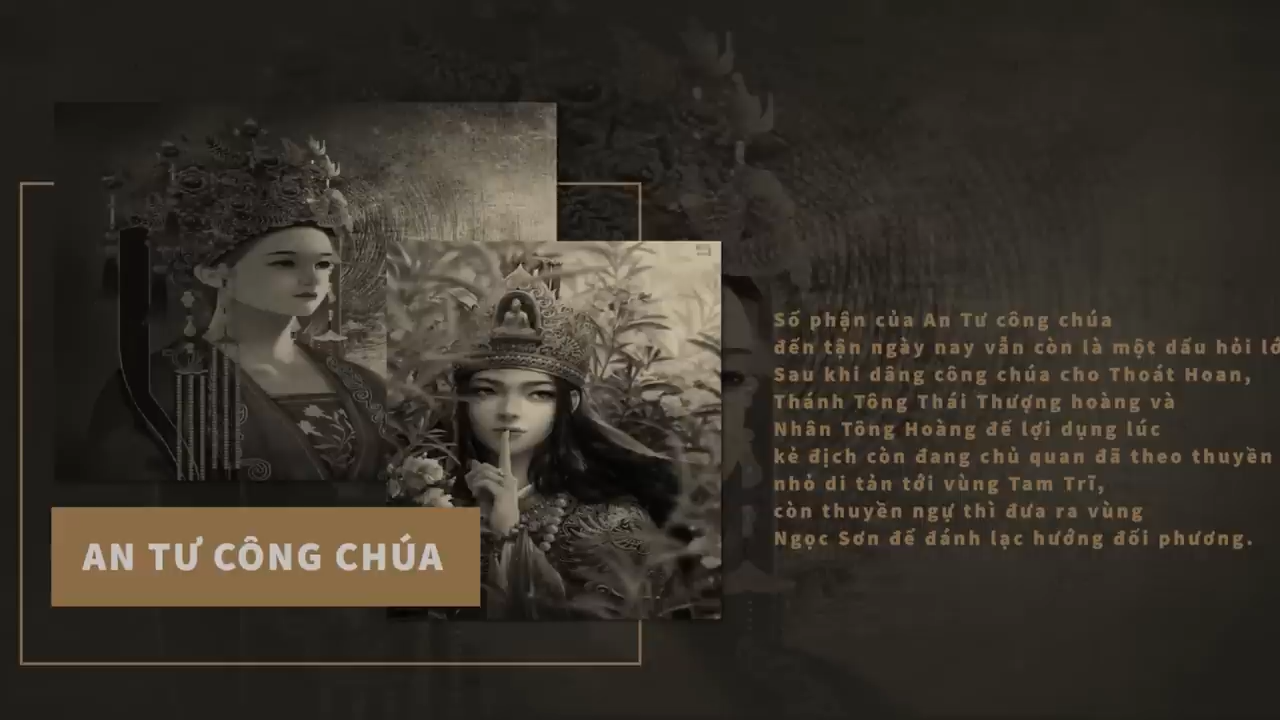 AN TƯ CÔNG CHÚA
Số phận của An Tư công chúa
đến tận ngày nay vẫn còn là một dấu hỏi
Sau khi dâng công chúa cho Thoát Hoan,
Thánh Tông Thái Thượng hoàng và
Nhân Tông Hoàng đế lợi dụng lúc
kẻ địch còn đang chủ quan đã theo thuyền
nhỏ di tản tới vùng Tam Trĩ,
còn thuyền ngự thì đưa ra vùng
Ngọc Sơn để đánh lạc hướng đối phương.